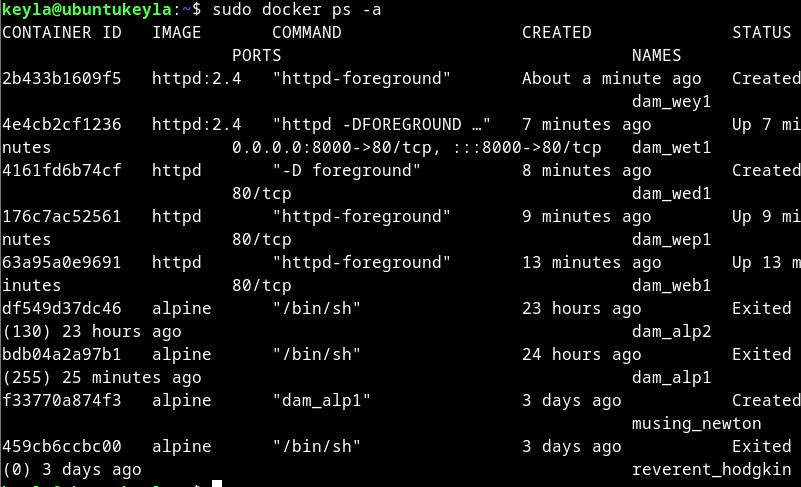 keyla@ubuntukeyla:~$ sudo docker ps -a
CONTAINER ID   IMAGE       COMMAND                  CREATED              STATUS
                       PORTS                                   NAMES
2b433b1609f5   httpd:2.4   "httpd-foreground"       About a minute ago   Created
                                                               dam_wey1
4e4cb2cf1236   httpd:2.4   "httpd -DFOREGROUND …"   7 minutes ago        Up 7 mi
nutes                  0.0.0.0:8000->80/tcp, :::8000->80/tcp   dam_wet1
4161fd6b74cf   httpd       "-D foreground"          8 minutes ago        Created
                       80/tcp                                  dam_wed1
176c7ac52561   httpd       "httpd-foreground"       9 minutes ago        Up 9 mi
nutes                  80/tcp                                  dam_wep1
63a95a0e9691   httpd       "httpd-foreground"       13 minutes ago       Up 13 m
inutes                 80/tcp                                  dam_web1
df549d37dc46   alpine      "/bin/sh"                23 hours ago         Exited
(130) 23 hours ago                                             dam_alp2
bdb04a2a97b1   alpine      "/bin/sh"                24 hours ago         Exited
(255) 25 minutes ago                                           dam_alp1
f33770a874f3   alpine      "dam_alp1"               3 days ago           Created
                                                               musing_newton
459cb6ccbc00   alpine      "/bin/sh"                3 days ago           Exited
(0) 3 days ago                                                 reverent_hodgkin